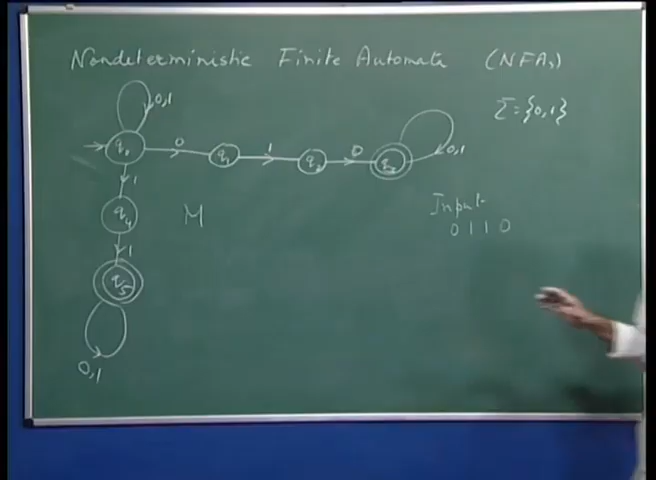 Nondeterministic Finite Automata (NFAs)
Σ = {0,1}
0,1
q0 0 q1 1 q2 0 q3 0,1
1
q4 M
1
q5
0,1
Input
0110